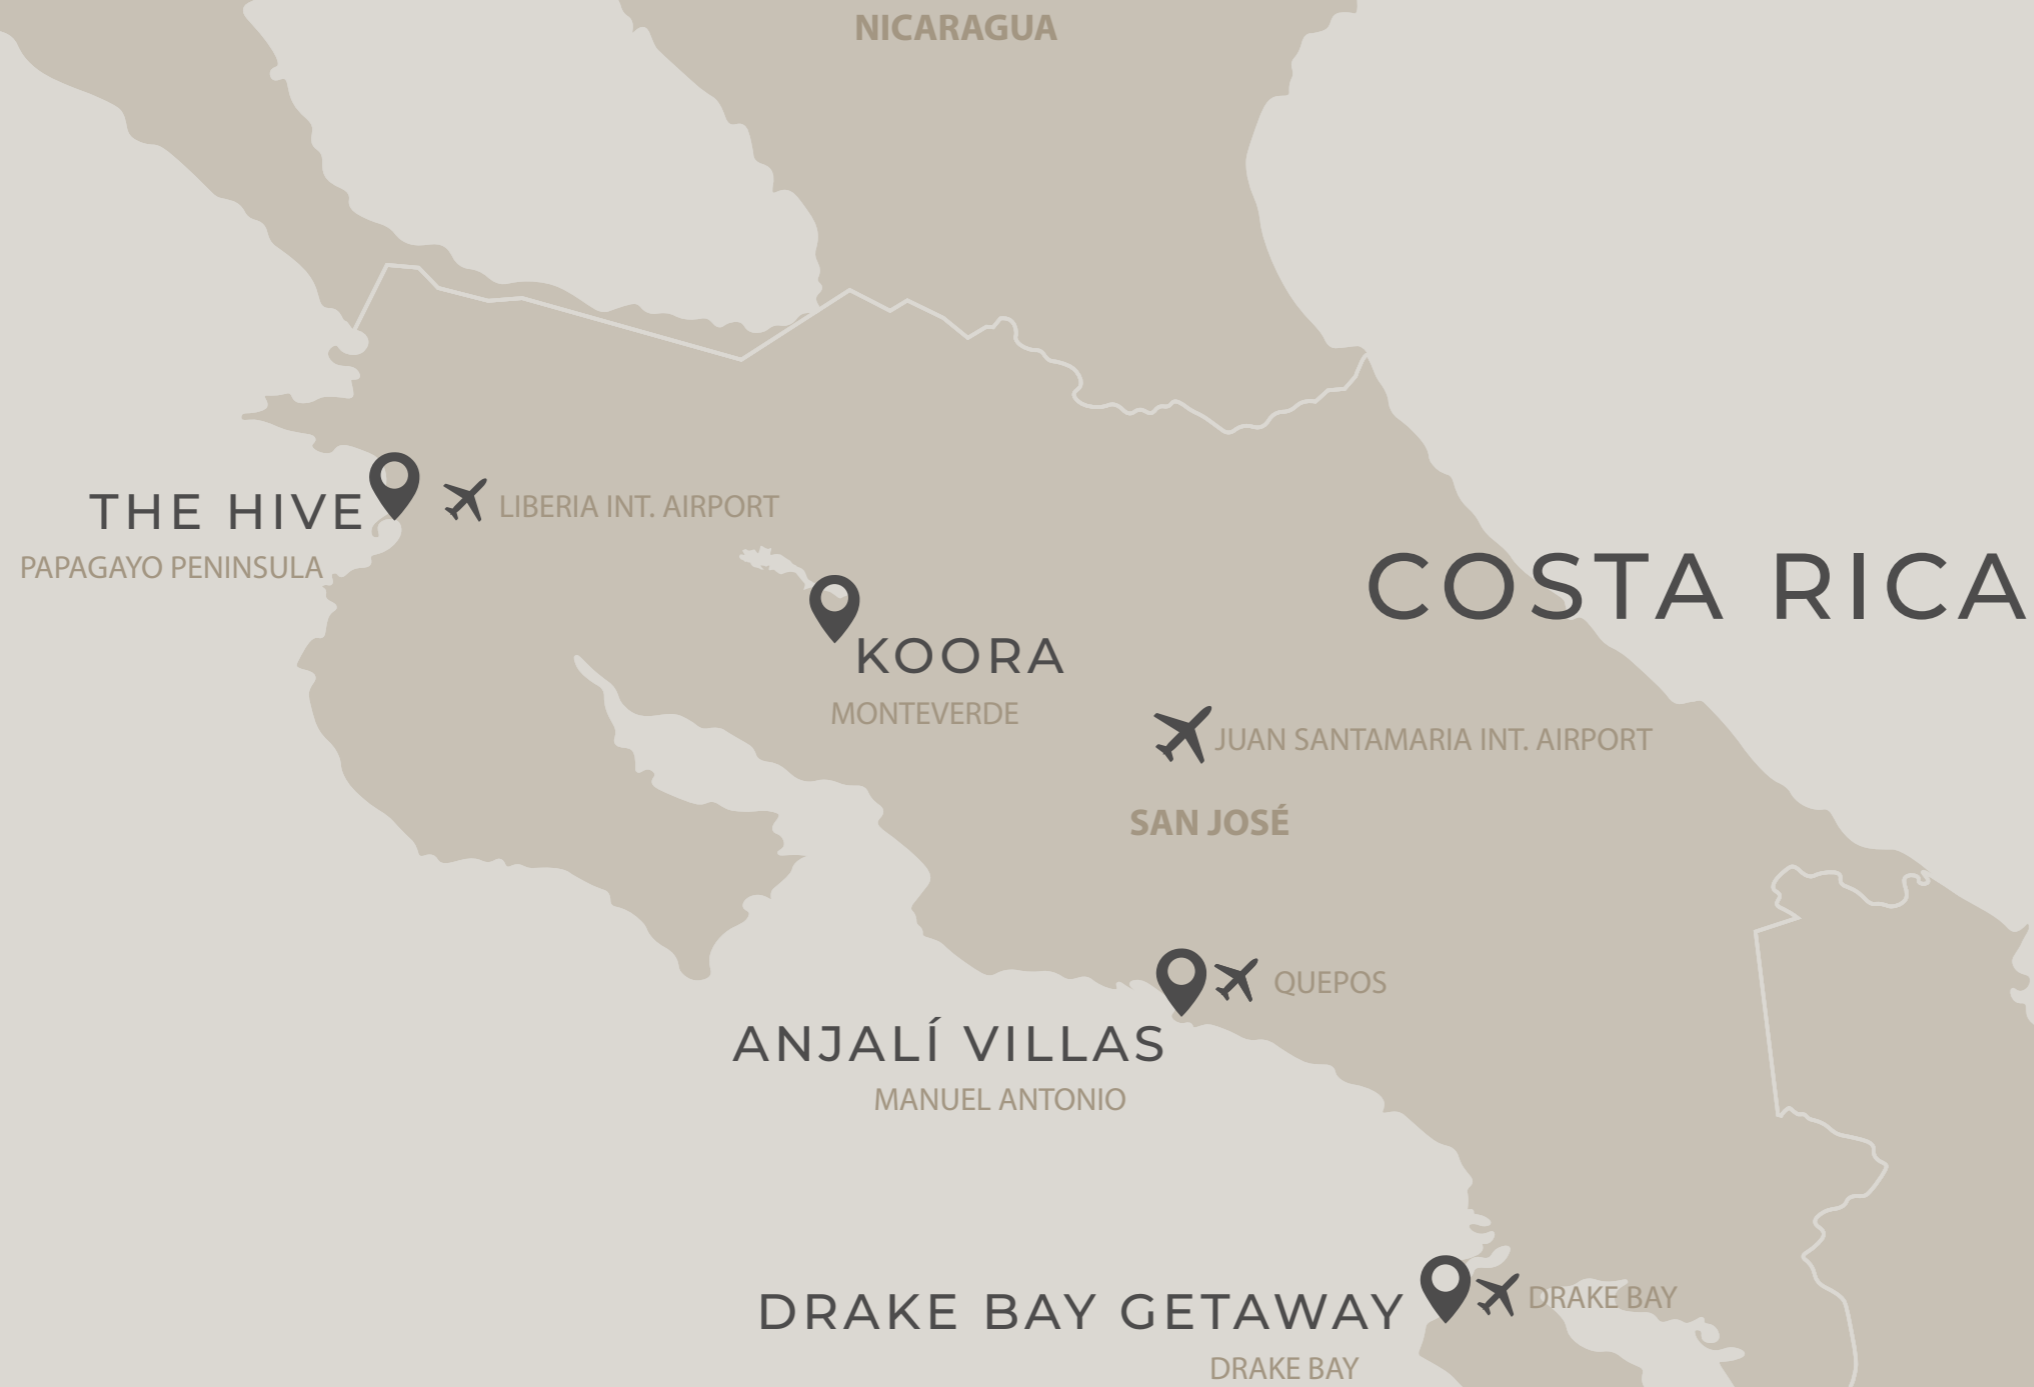 NICARAGUA
THE HIVE
LIBERIA INT. AIRPORT
PAPAGAYO PENINSULA
COSTA RICA
KOORA
MONTEVERDE
JUAN SANTAMARIA INT. AIRPORT
SAN JOSÉ
QUEPOS
ANJALÍ VILLAS
MANUEL ANTONIO
DRAKE BAY GETAWAY
DRAKE BAY
DRAKE BAY